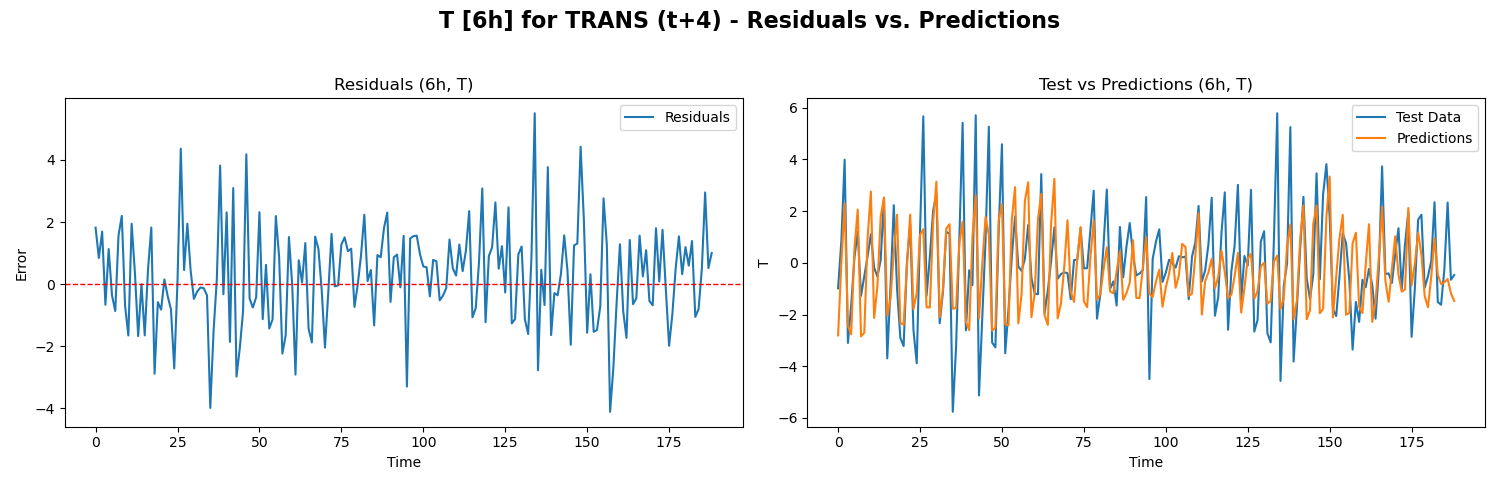 T [6h] for TRANS (t+4) - Residuals vs. Predictions
Residuals (6h, T)
Residuals
Error
4
2
0
−2
−4
0 25 50 75 100 125 150 175
Time
Test vs Predictions (6h, T)
Test Data
Predictions
T
6
4
2
0
−2
−4
−6
0 25 50 75 100 125 150 175
Time